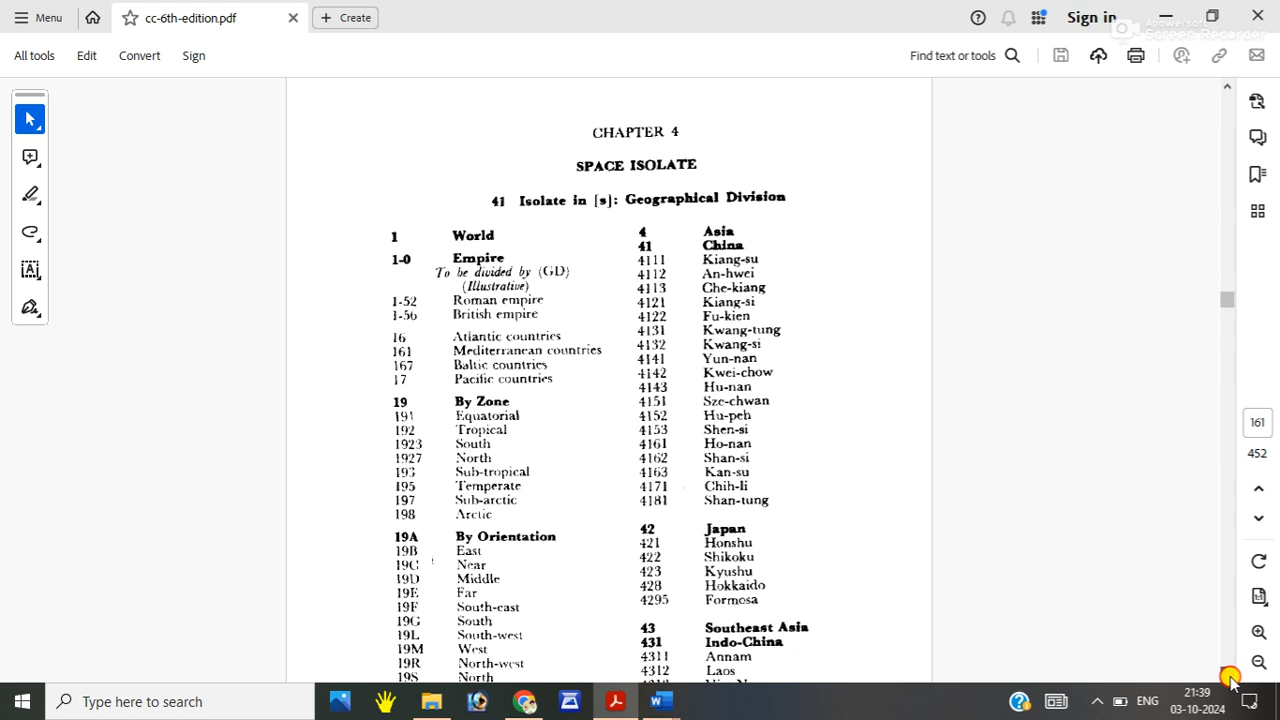 Menu
cc-6th-edition.pdf
Create
Sign in
Apowersoft
Screen Recorder
All tools
Edit
Convert
Sign
Find text or tools
CHAPTER 4
SPACE ISOLATE
41 Isolate in [s]: Geographical Division
1 World
1-0 Empire
To be divided by (GD)
(Illustrative)
1-52 Roman empire
1-56 British empire
16 Atlantic countries
161 Mediterranean countries
167 Baltic countries
17 Pacific countries
19 By Zone
191 Equatorial
192 Tropical
1923 South
1927 North
193 Sub-tropical
195 Temperate
197 Sub-arctic
198 Arctic
19A By Orientation
19B East
19C Near
19D Middle
19E Far
19F South-east
19G South
19L South-west
19M West
19R North-west
19S North
4 Asia
41 China
4111 Kiang-su
4112 An-hwei
4113 Che-kiang
4121 Kiang-si
4122 Fu-kien
4131 Kwang-tung
4132 Kwang-si
4141 Yun-nan
4142 Kwei-chow
4143 Hu-nan
4151 Sze-chwan
4152 Hu-peh
4153 Shen-si
4161 Ho-nan
4162 Shan-si
4163 Kan-su
4171 Chih-li
4181 Shan-tung
42 Japan
421 Honshu
422 Shikoku
423 Kyushu
428 Hokkaido
4295 Formosa
43 Southeast Asia
431 Indo-China
4311 Annam
4312 Laos
161
452
Type here to search
ENG
21:39
03-10-2024